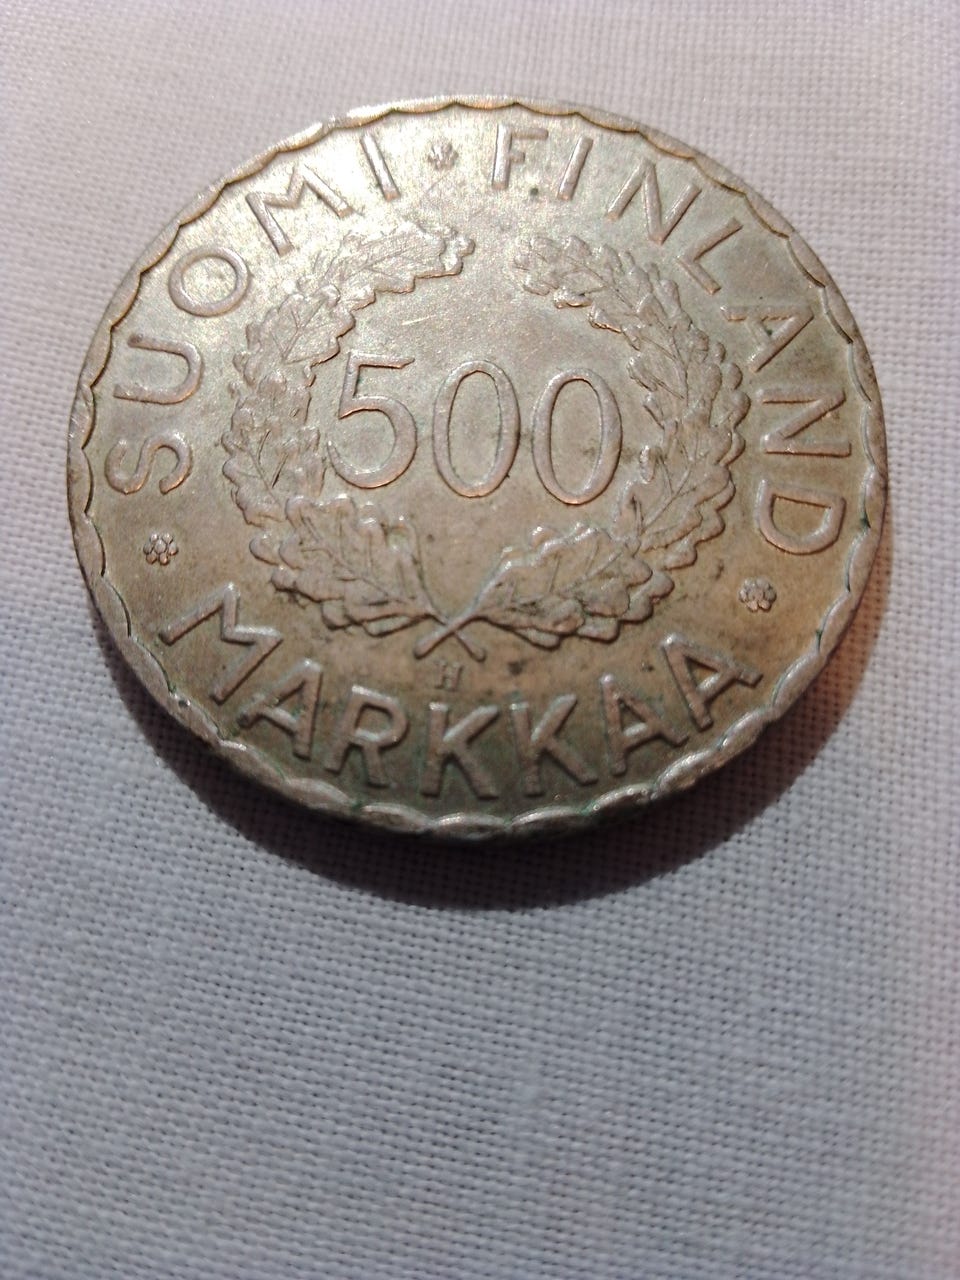 SUOMI · FINLAND
500
H
MARKKAA